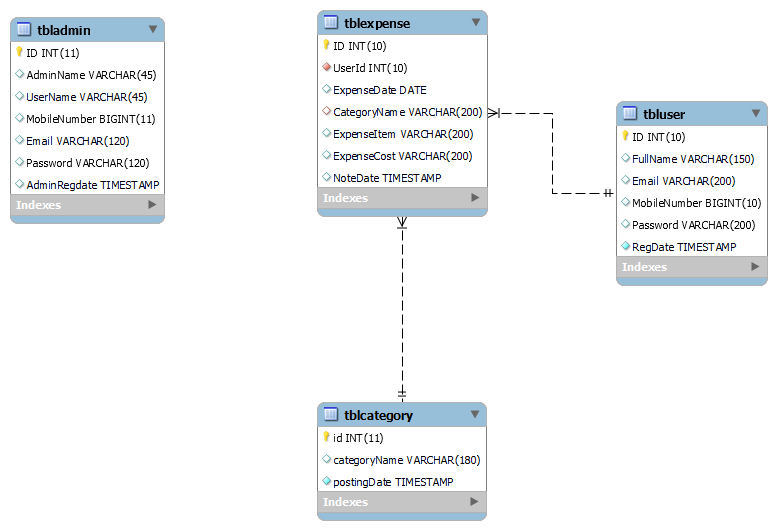 tbladmin
ID INT(11)
AdminName VARCHAR(45)
UserName VARCHAR(45)
MobileNumber BIGINT(11)
Email VARCHAR(120)
Password VARCHAR(120)
AdminRegdate TIMESTAMP
Indexes
tblexpense
ID INT(10)
UserId INT(10)
ExpenseDate DATE
CategoryName VARCHAR(200)
ExpenseItem VARCHAR(200)
ExpenseCost VARCHAR(200)
NoteDate TIMESTAMP
Indexes
tbluser
ID INT(10)
FullName VARCHAR(150)
Email VARCHAR(200)
MobileNumber BIGINT(10)
Password VARCHAR(200)
RegDate TIMESTAMP
Indexes
tblcategory
id INT(11)
categoryName VARCHAR(180)
postingDate TIMESTAMP
Indexes